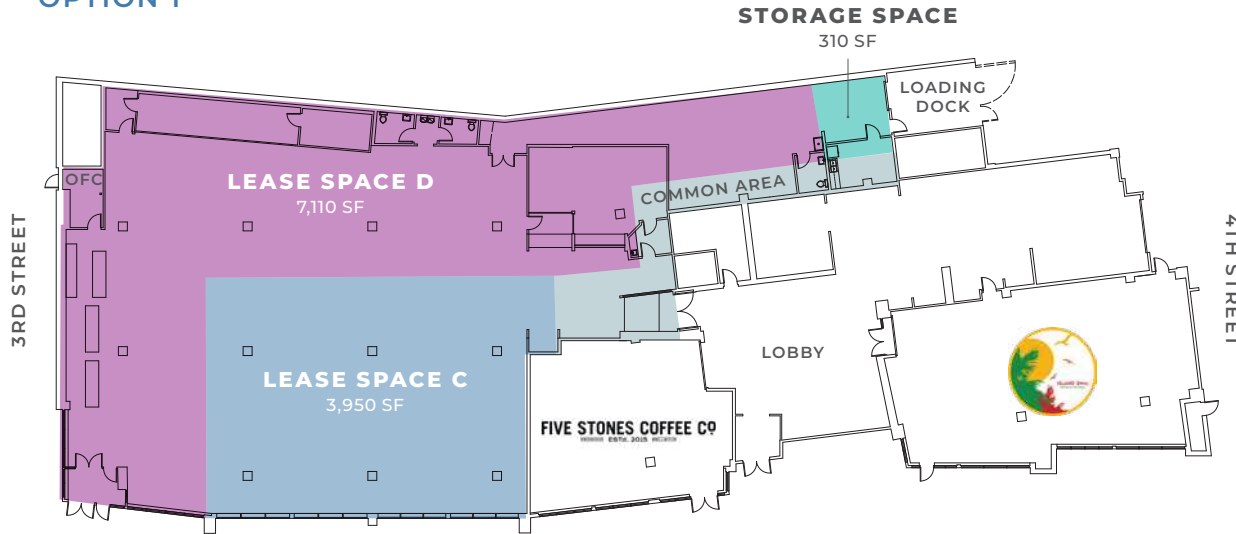 OPTION 1
STORAGE SPACE
310 SF
LOADING
DOCK
OFC
LEASE SPACE D
7,110 SF
COMMON AREA
3RD STREET
4TH STREET
LOBBY
LEASE SPACE C
3,950 SF
FIVE STONES COFFEE CO
ESTD. 2015